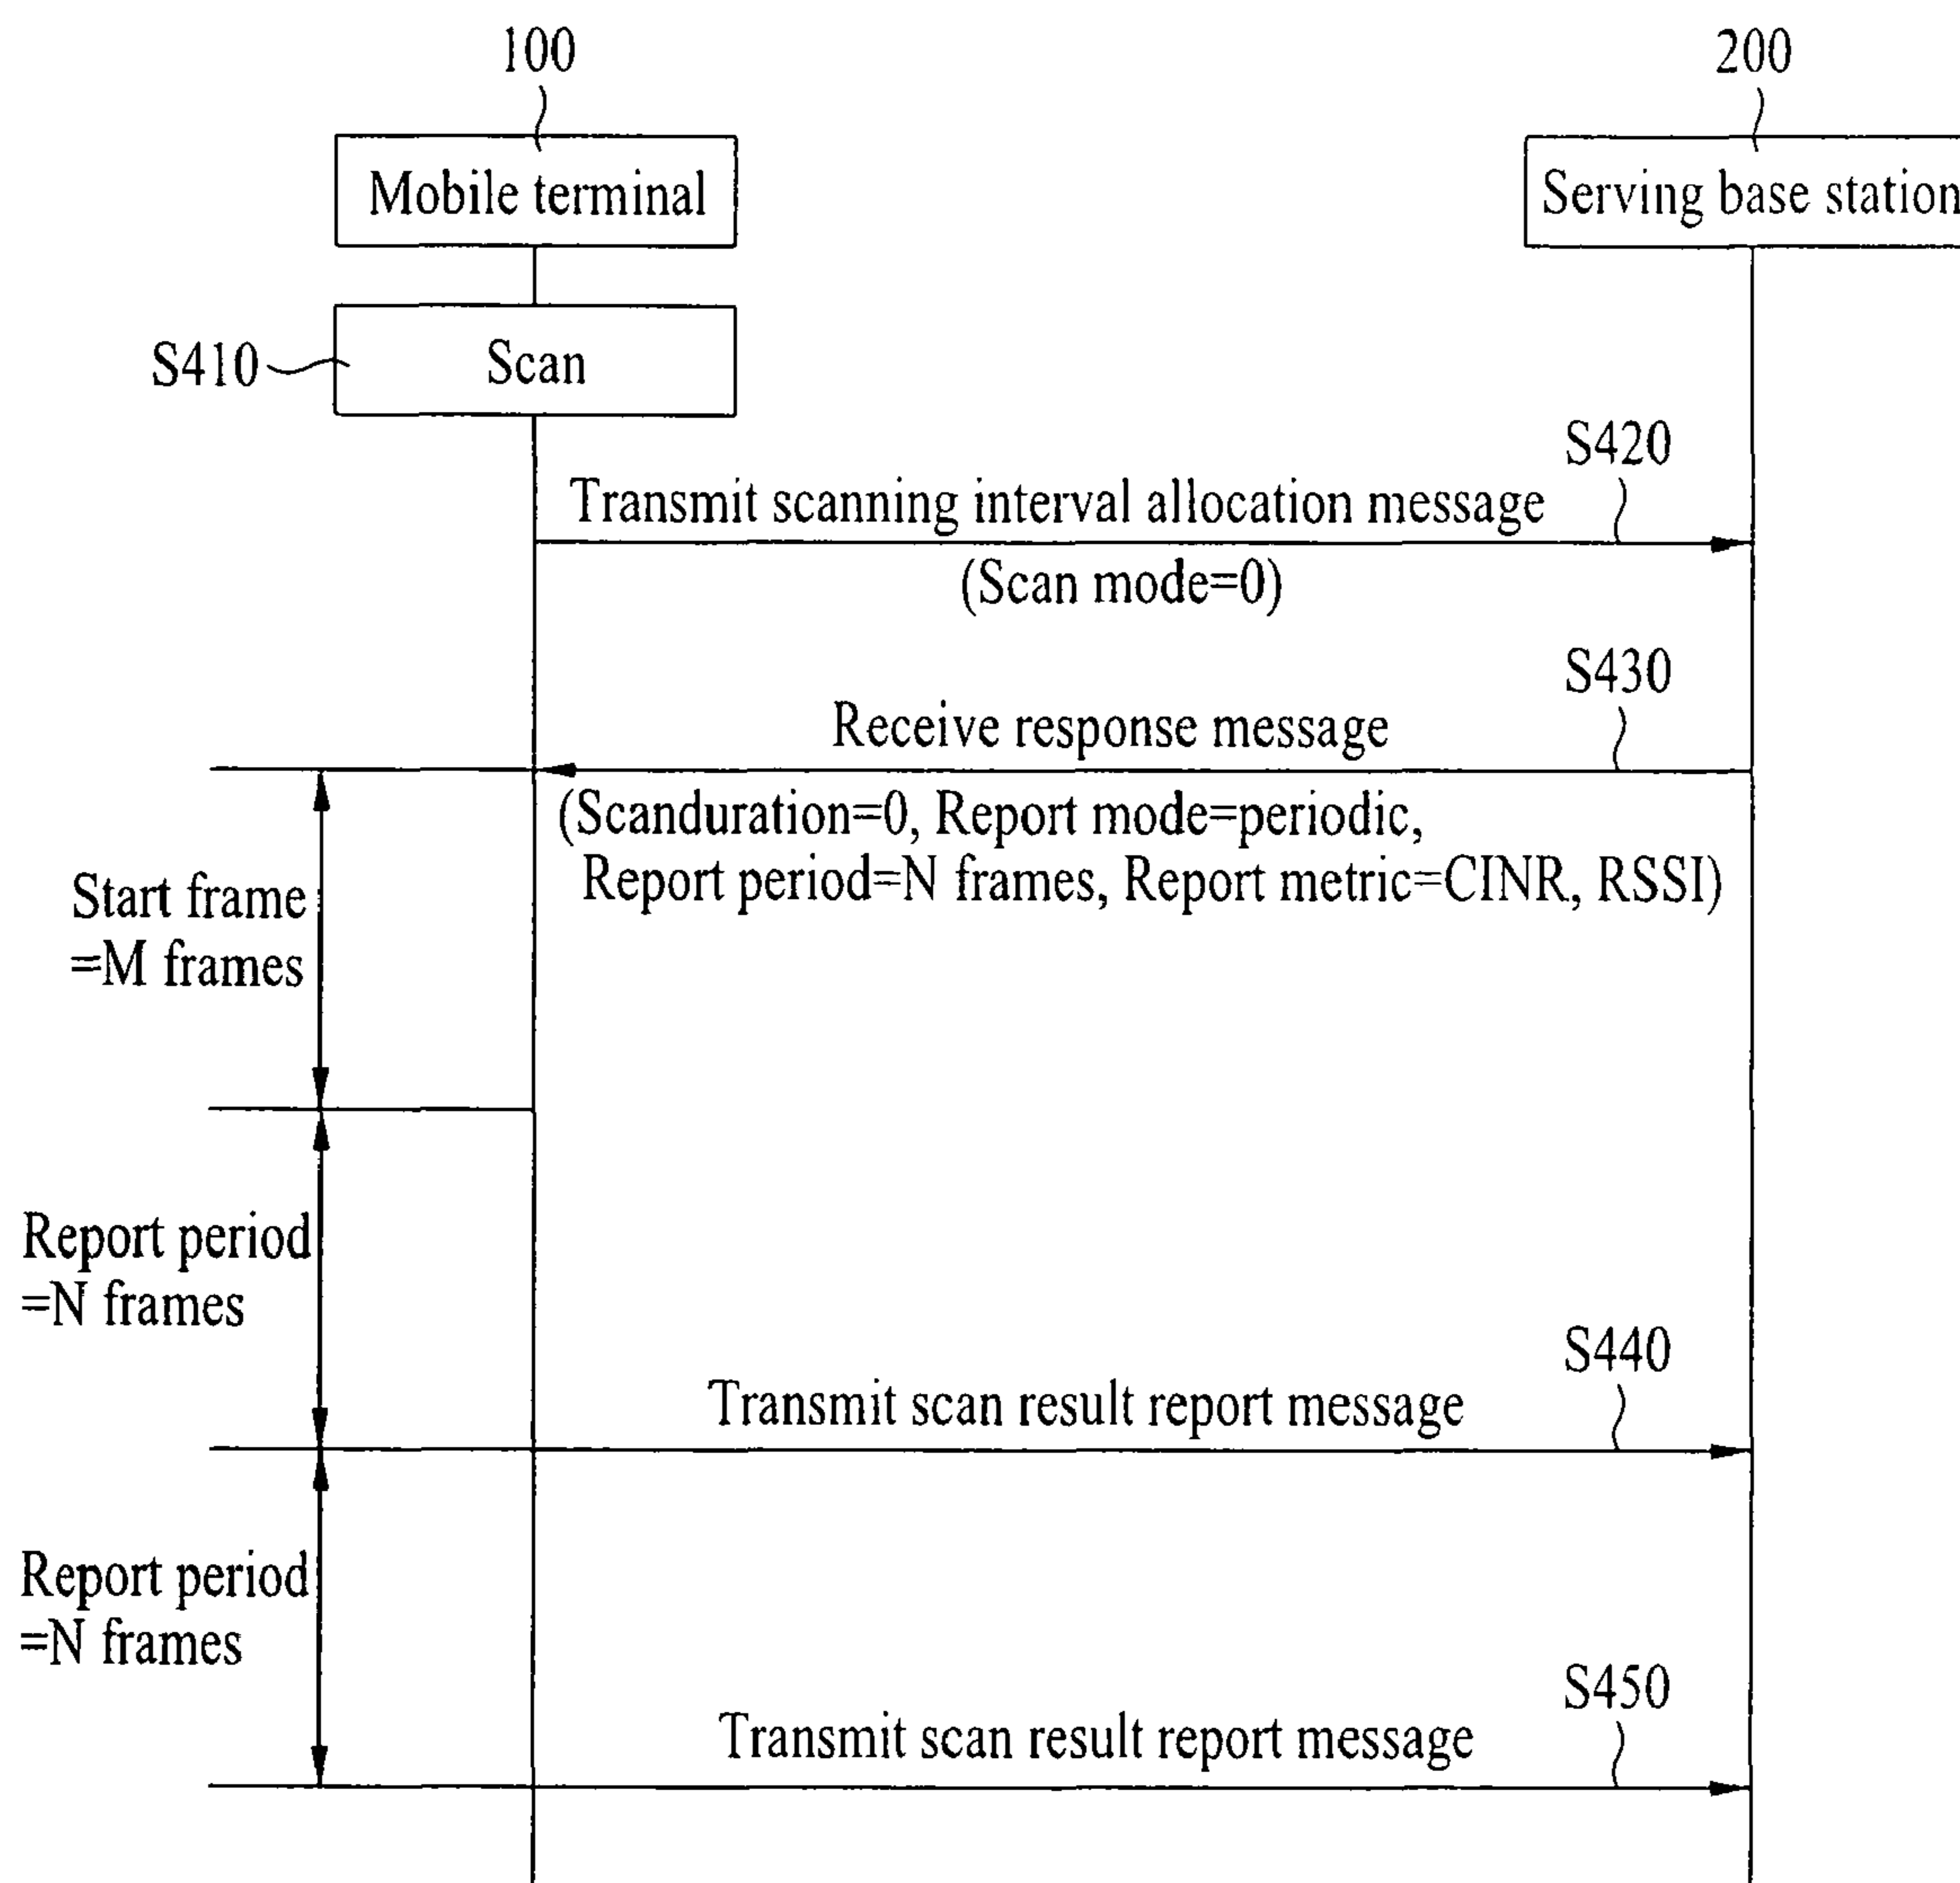 100
200
Mobile terminal
Serving base station
S410
Scan
S420
Transmit scanning interval allocation message
(Scan mode=0)
S430
Receive response message
(Scanduration=0, Report mode=periodic,
Report period=N frames, Report metric=CINR, RSSI)
Start frame
=M frames
Report period
=N frames
S440
Transmit scan result report message
Report period
=N frames
S450
Transmit scan result report message